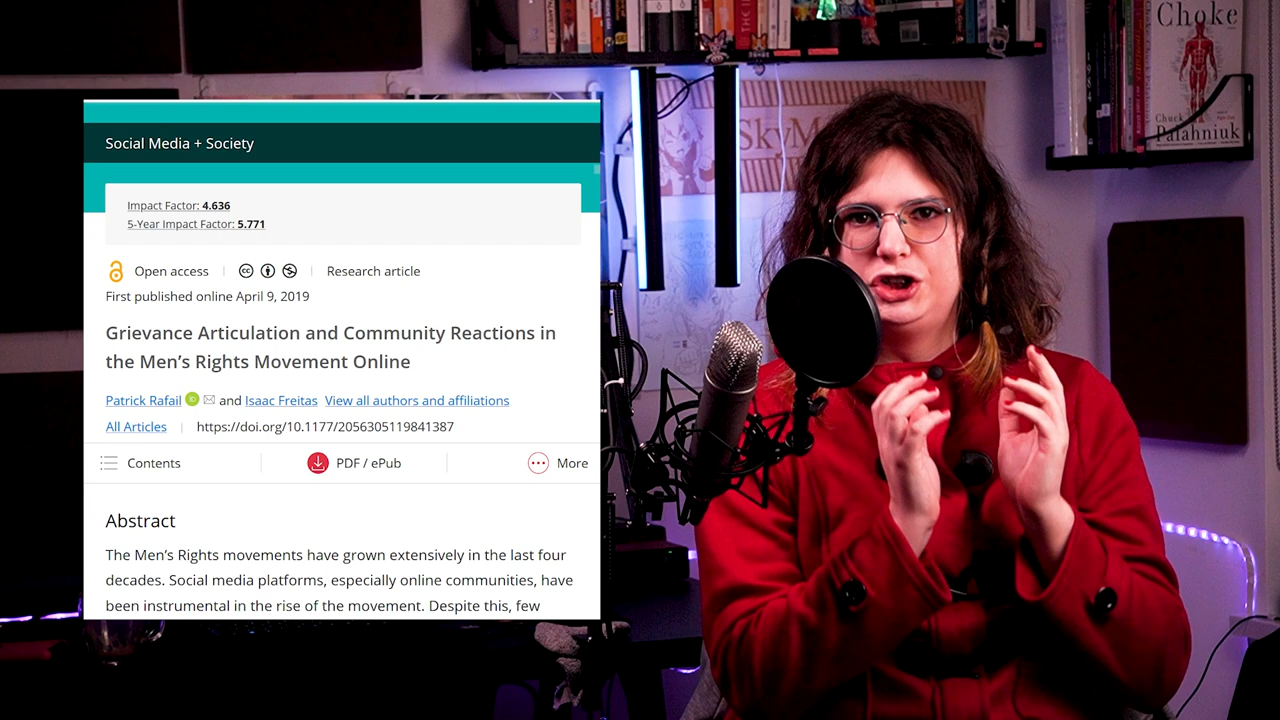 Social Media + Society
Impact Factor: 4.636
5-Year Impact Factor: 5.771
Open access
Research article
First published online April 9, 2019
Grievance Articulation and Community Reactions in
the Men's Rights Movement Online
Patrick Rafail and Isaac Freitas View all authors and affiliations
All Articles
https://doi.org/10.1177/2056305119841387
Contents
PDF / ePub
More
Abstract
The Men's Rights movements have grown extensively in the last four
decades. Social media platforms, especially online communities, have
been instrumental in the rise of the movement. Despite this, few
Choke
Chuck
Palahniuk